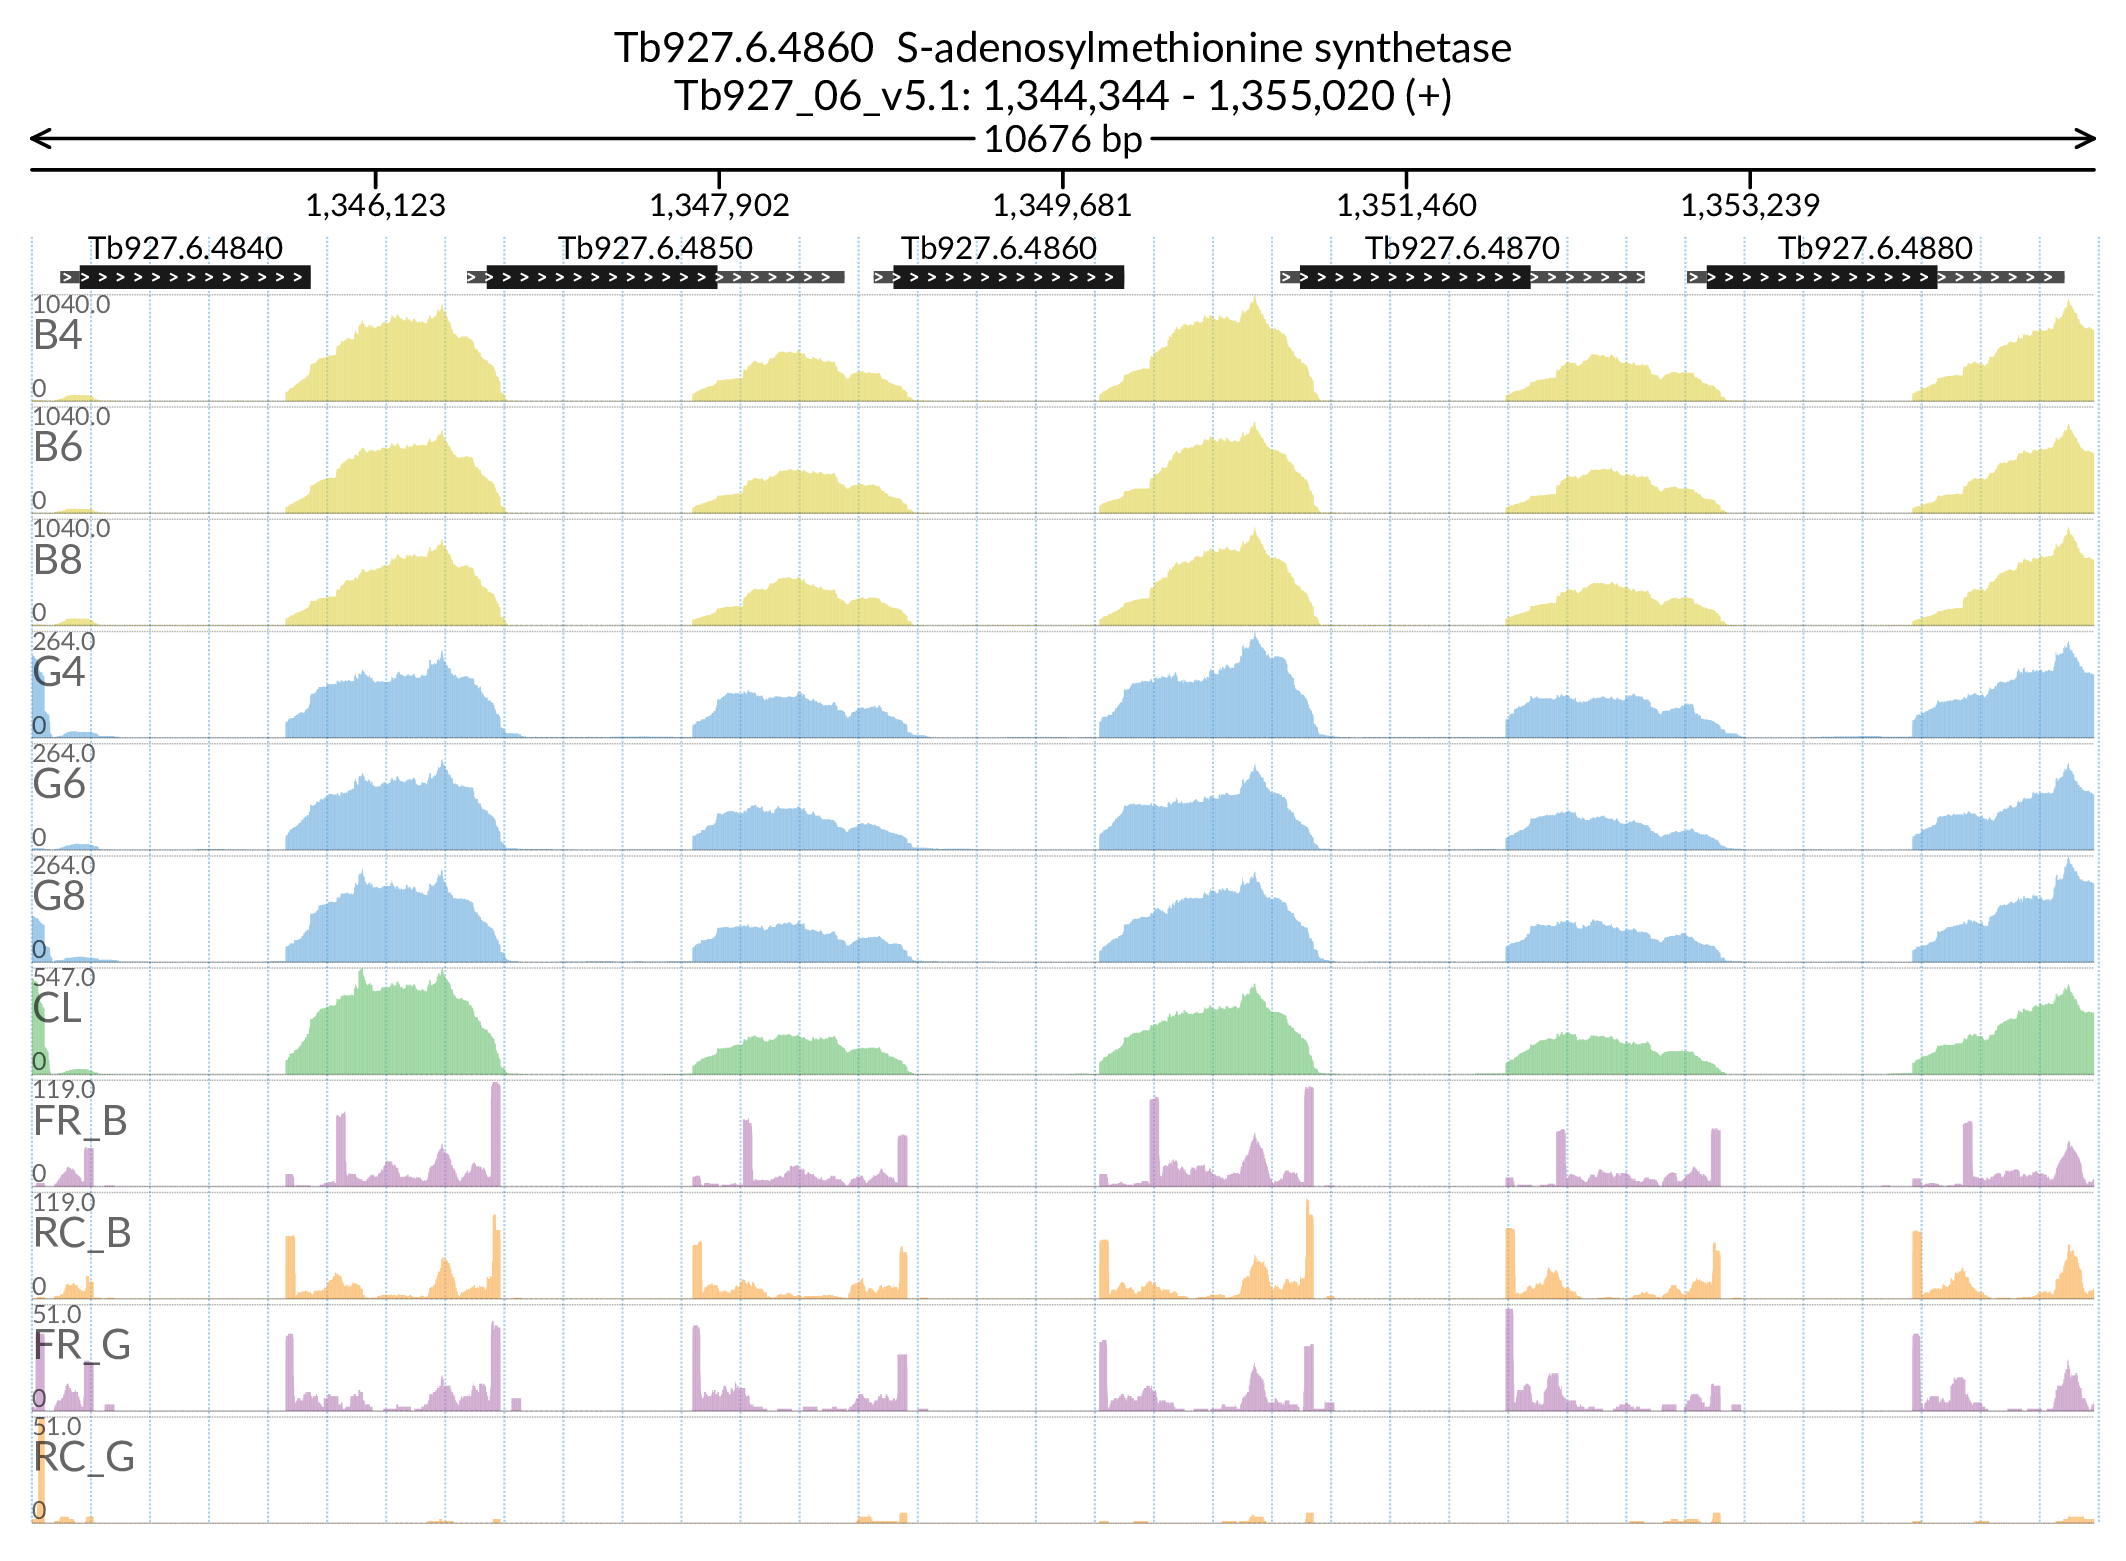 Tb927.6.4860  S-adenosylmethionine synthetase
Tb927_06_v5.1: 1,344,344 - 1,355,020 (+)
10676 bp
1,346,123 1,347,902 1,349,681 1,351,460 1,353,239
Tb927.6.4840 Tb927.6.4850 Tb927.6.4860 Tb927.6.4870 Tb927.6.4880
1040.0
B4
0
1040.0
B6
0
1040.0
B8
0
264.0
G4
0
264.0
G6
0
264.0
G8
0
547.0
CL
0
119.0
FR_B
0
119.0
RC_B
0
51.0
FR_G
0
51.0
RC_G
0